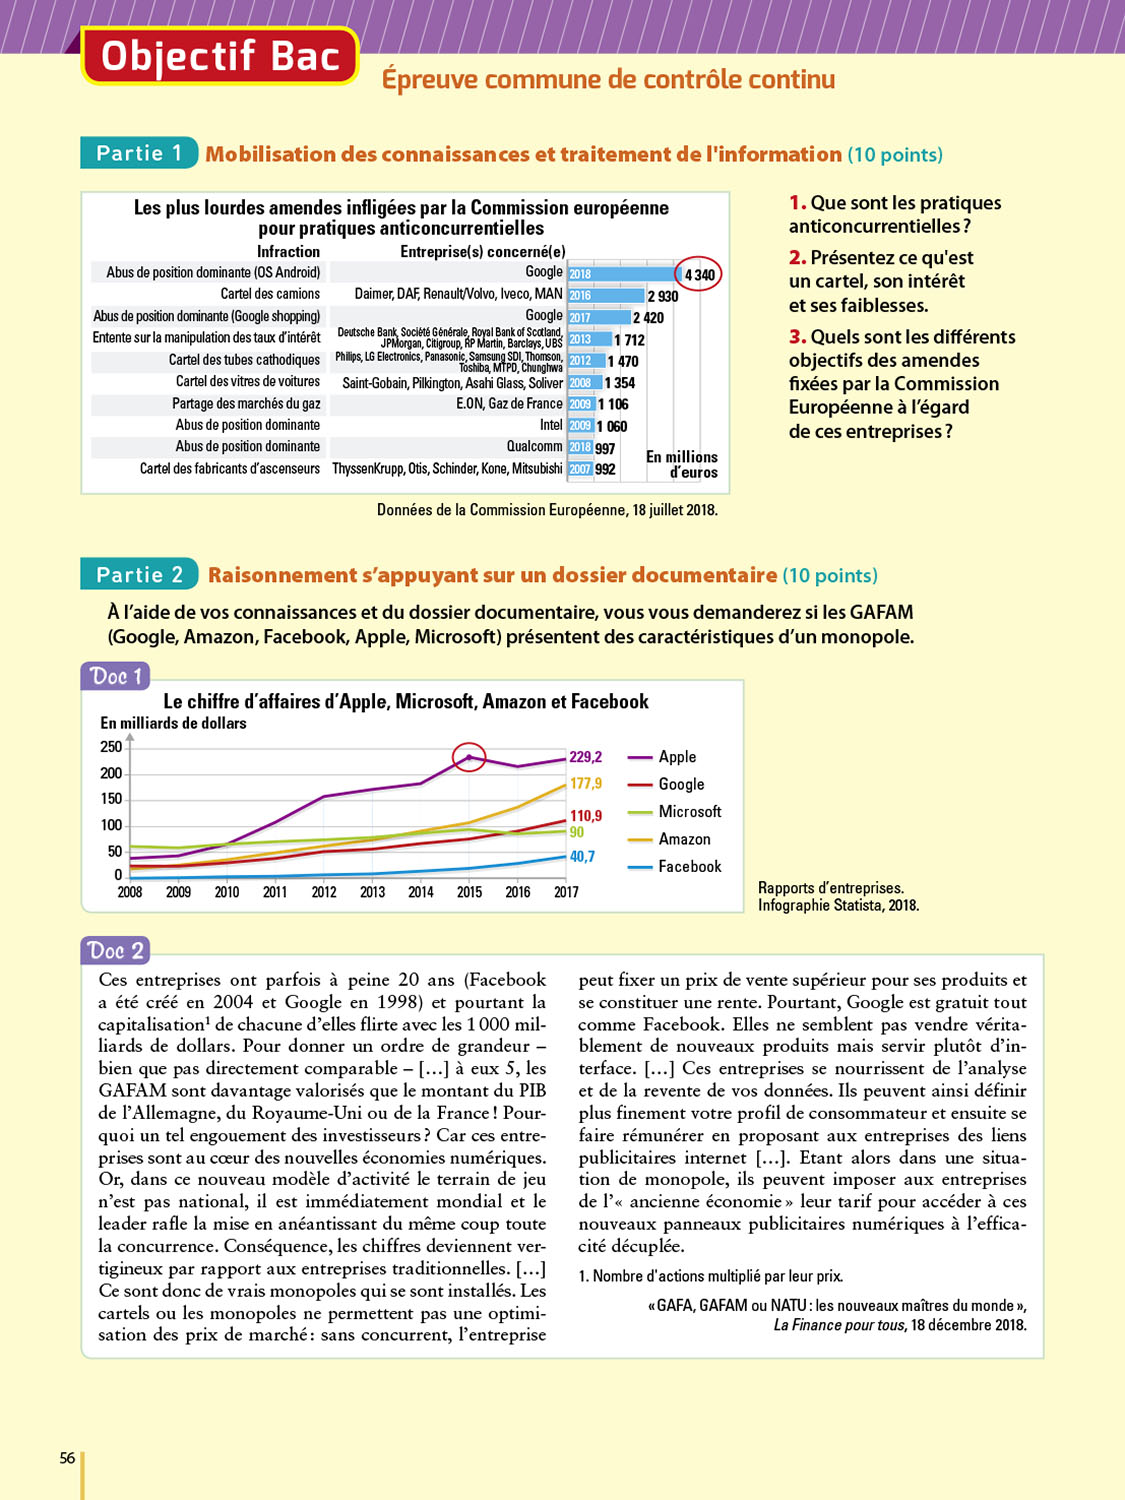 Objectif Bac
Épreuve commune de contrôle continu
Partie 1 Mobilisation des connaissances et traitement de l'information (10 points)
Les plus lourdes amendes infligées par la Commission européenne
pour pratiques anticoncurrentielles
Infraction Entreprise(s) concerné(e)
Abus de position dominante (OS Android) Google 2018 4 340
Cartel des camions Daimer, DAF, Renault/Volvo, Iveco, MAN 2016 2 930
Abus de position dominante (Google shopping) Google 2017 2 420
Entente sur la manipulation des taux d'intérêt Deutsche Bank, Société Générale, Royal Bank of Scotland, 2013 1 712
JPMorgan, Citigroup, RP Martin, Barclays, UBS
Cartel des tubes cathodiques Philips, LG Electronics, Panasonic, Samsung SDI, Thomson, 2012 1 470
Toshiba, MTPD, Chunghwa
Cartel des vitres de voitures Saint-Gobain, Pilkington, Asahi Glass, Soliver 2008 1 354
Partage des marchés du gaz E.ON, Gaz de France 2009 1 106
Abus de position dominante Intel 2009 1 060
Abus de position dominante Qualcomm 2018 997
Cartel des fabricants d'ascenseurs ThyssenKrupp, Otis, Schinder, Kone, Mitsubishi 2007 992
En millions
d'euros
Données de la Commission Européenne, 18 juillet 2018.
1. Que sont les pratiques
anticoncurrentielles ?
2. Présentez ce qu'est
un cartel, son intérêt
et ses faiblesses.
3. Quels sont les différents
objectifs des amendes
fixées par la Commission
Européenne à l'égard
de ces entreprises ?
Partie 2 Raisonnement s'appuyant sur un dossier documentaire (10 points)
À l'aide de vos connaissances et du dossier documentaire, vous vous demanderez si les GAFAM
(Google, Amazon, Facebook, Apple, Microsoft) présentent des caractéristiques d'un monopole.
Doc 1
Le chiffre d'affaires d'Apple, Microsoft, Amazon et Facebook
En milliards de dollars
250
200
150
100
50
0
2008 2009 2010 2011 2012 2013 2014 2015 2016 2017
229,2
177,9
110,9
90
40,7
Apple
Google
Microsoft
Amazon
Facebook
Rapports d'entreprises.
Infographie Statista, 2018.
Doc 2
Ces entreprises ont parfois à peine 20 ans (Facebook
a été créé en 2004 et Google en 1998) et pourtant la
capitalisation¹ de chacune d'elles flirte avec les 1 000 mil-
liards de dollars. Pour donner un ordre de grandeur –
bien que pas directement comparable – [...] à eux 5, les
GAFAM sont davantage valorisés que le montant du PIB
de l'Allemagne, du Royaume-Uni ou de la France ! Pour-
quoi un tel engouement des investisseurs ? Car ces entre-
prises sont au cœur des nouvelles économies numériques.
Or, dans ce nouveau modèle d'activité le terrain de jeu
n'est pas national, il est immédiatement mondial et le
leader rafle la mise en anéantissant du même coup toute
la concurrence. Conséquence, les chiffres deviennent ver-
tigineux par rapport aux entreprises traditionnelles. [...]
Ce sont donc de vrais monopoles qui se sont installés. Les
cartels ou les monopoles ne permettent pas une optimi-
sation des prix de marché : sans concurrent, l'entreprise
peut fixer un prix de vente supérieur pour ses produits et
se constituer une rente. Pourtant, Google est gratuit tout
comme Facebook. Elles ne semblent pas vendre vérita-
blement de nouveaux produits mais servir plutôt d'in-
terface. [...] Ces entreprises se nourrissent de l'analyse
et de la revente de vos données. Ils peuvent ainsi définir
plus finement votre profil de consommateur et ensuite se
faire rémunérer en proposant aux entreprises des liens
publicitaires internet [...]. Etant alors dans une situa-
tion de monopole, ils peuvent imposer aux entreprises
de l'« ancienne économie » leur tarif pour accéder à ces
nouveaux panneaux publicitaires numériques à l'effica-
cité décuplée.
1. Nombre d'actions multiplié par leur prix.
« GAFA, GAFAM ou NATU : les nouveaux maîtres du monde »,
La Finance pour tous, 18 décembre 2018.
56